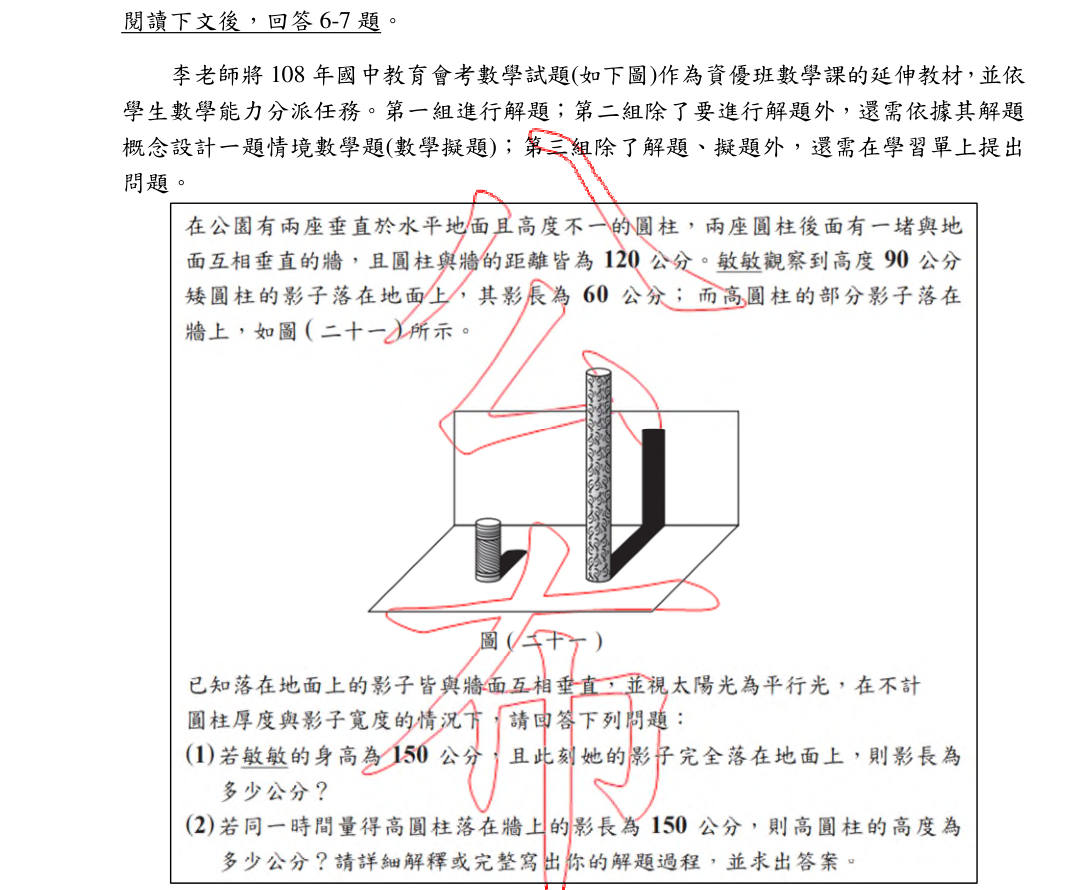 閱讀下文後，回答 6-7 題。
李老師將 108 年國中教育會考數學試題(如下圖)作為資優班數學課的延伸教材，並依
學生數學能力分派任務。第一組進行解題；第二組除了要進行解題外，還需依據其解題
概念設計一題情境數學題(數學擬題)；第三組除了解題、擬題外，還需在學習單上提出
問題。
在公園有兩座垂直於水平地面且高度不一的圓柱，兩座圓柱後面有一堵與地
面互相垂直的牆，且圓柱與牆的距離皆為 120 公分。敏敏觀察到高度 90 公分
矮圓柱的影子落在地面上，其影長為 60 公分；而高圓柱的部分影子落在
牆上，如圖(二十一)所示。
圖(二十一)
已知落在地面上的影子皆與牆面互相垂直，並視太陽光為平行光，在不計
圓柱厚度與影子寬度的情況下，請回答下列問題：
(1)若敏敏的身高為 150 公分，且此刻她的影子完全落在地面上，則影長為
多少公分？
(2)若同一時間量得高圓柱落在牆上的影長為 150 公分，則高圓柱的高度為
多少公分？請詳細解釋或完整寫出你的解題過程，並求出答案。
公
布